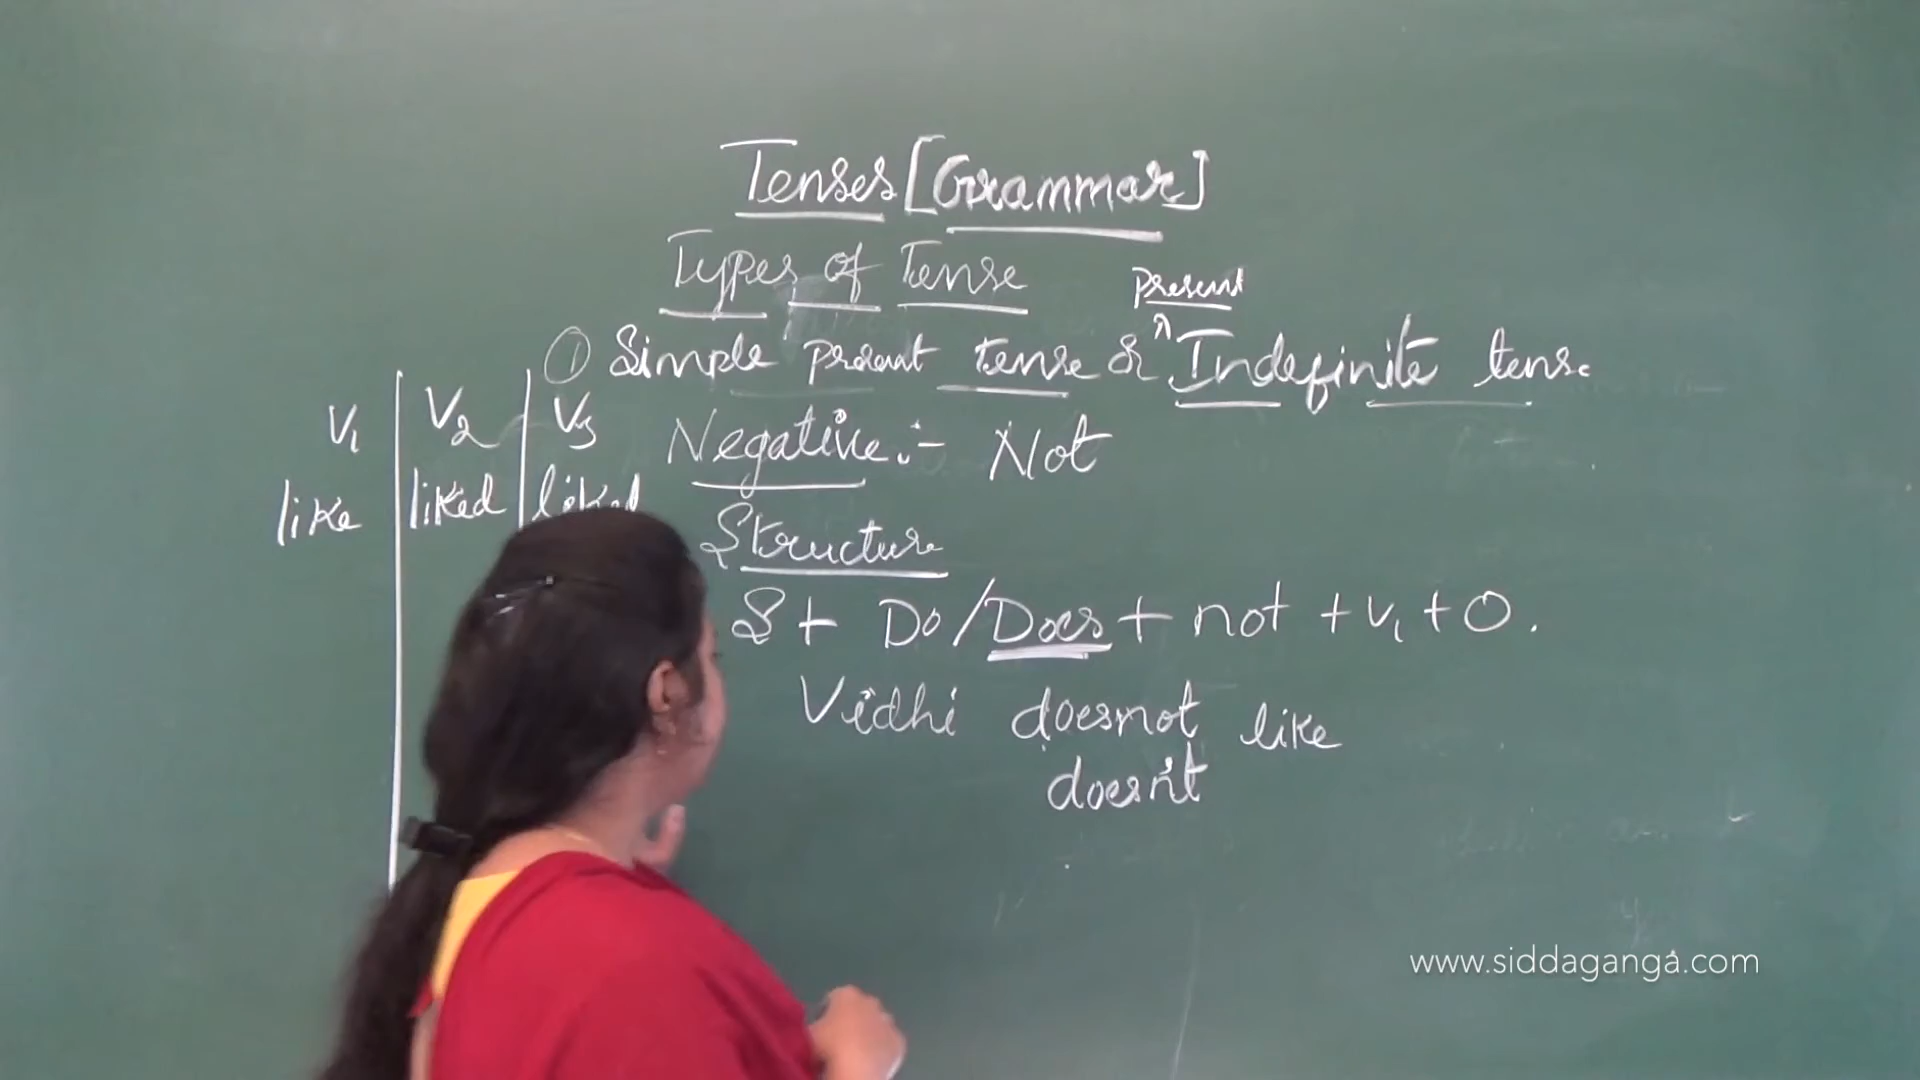 Tenses [Grammar]
Types of Tense
Present
① Simple present tense & ^ Indefinite tense
V₁ | V₂ | V₃
like | liked | liked
Negative :- Not
Structure
S + Do/Does + not + V₁ + O.
Vidhi doesnot like
doesn't
www.siddaganga.com